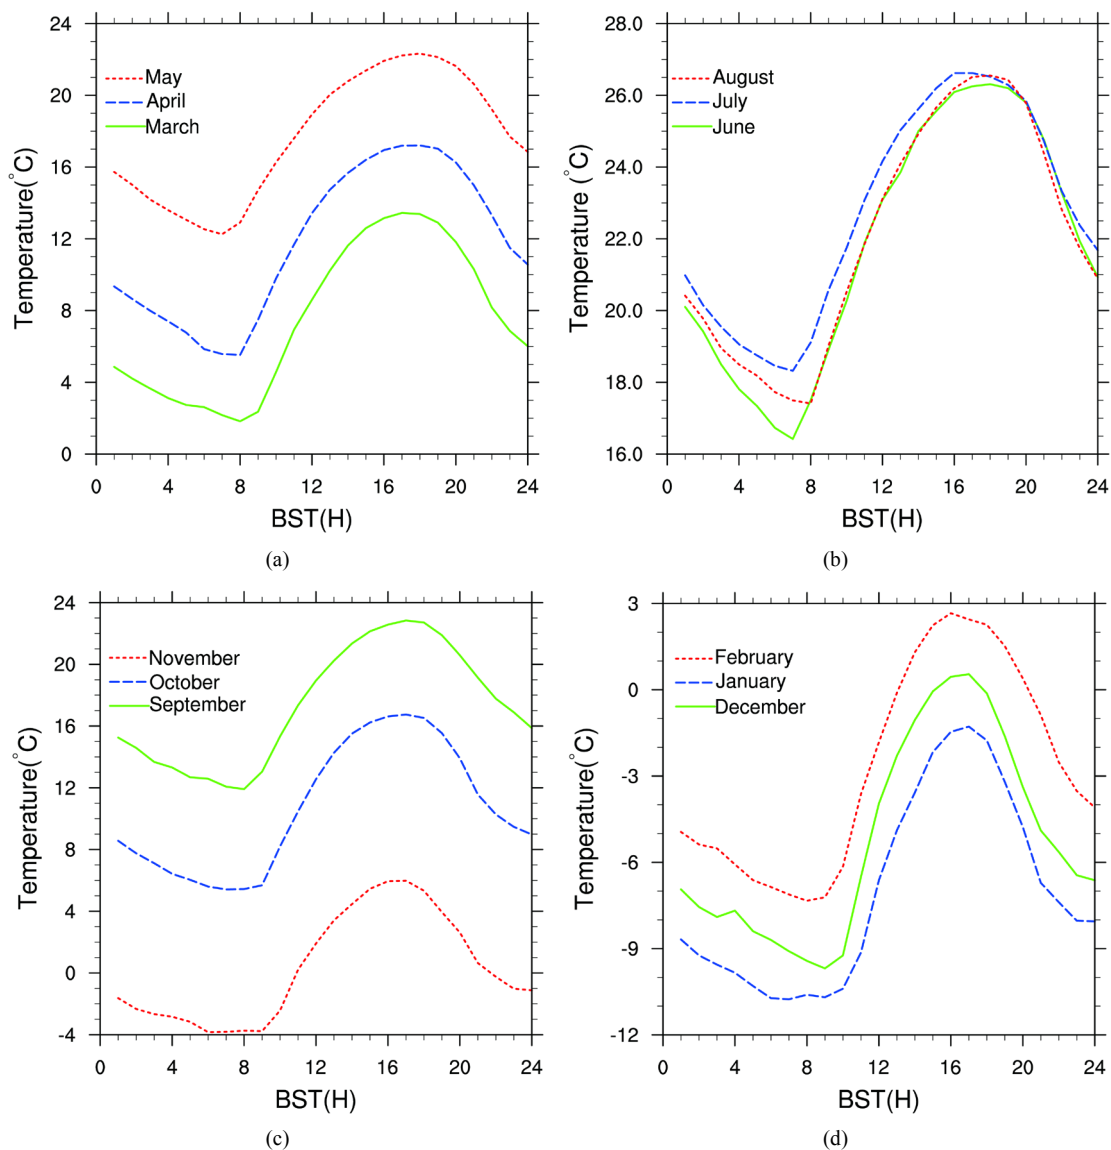 24
20
16
12
8
4
0
Temperature(°C)
May
April
March
0 4 8 12 16 20 24
BST(H)
(a)
28.0
26.0
24.0
22.0
20.0
18.0
16.0
Temperature (°C)
August
July
June
0 4 8 12 16 20 24
BST(H)
(b)
24
20
16
12
8
4
0
-4
Temperature(°C)
November
October
September
0 4 8 12 16 20 24
BST(H)
(c)
3
0
-3
-6
-9
-12
Temperature(°C)
February
January
December
0 4 8 12 16 20 24
BST(H)
(d)